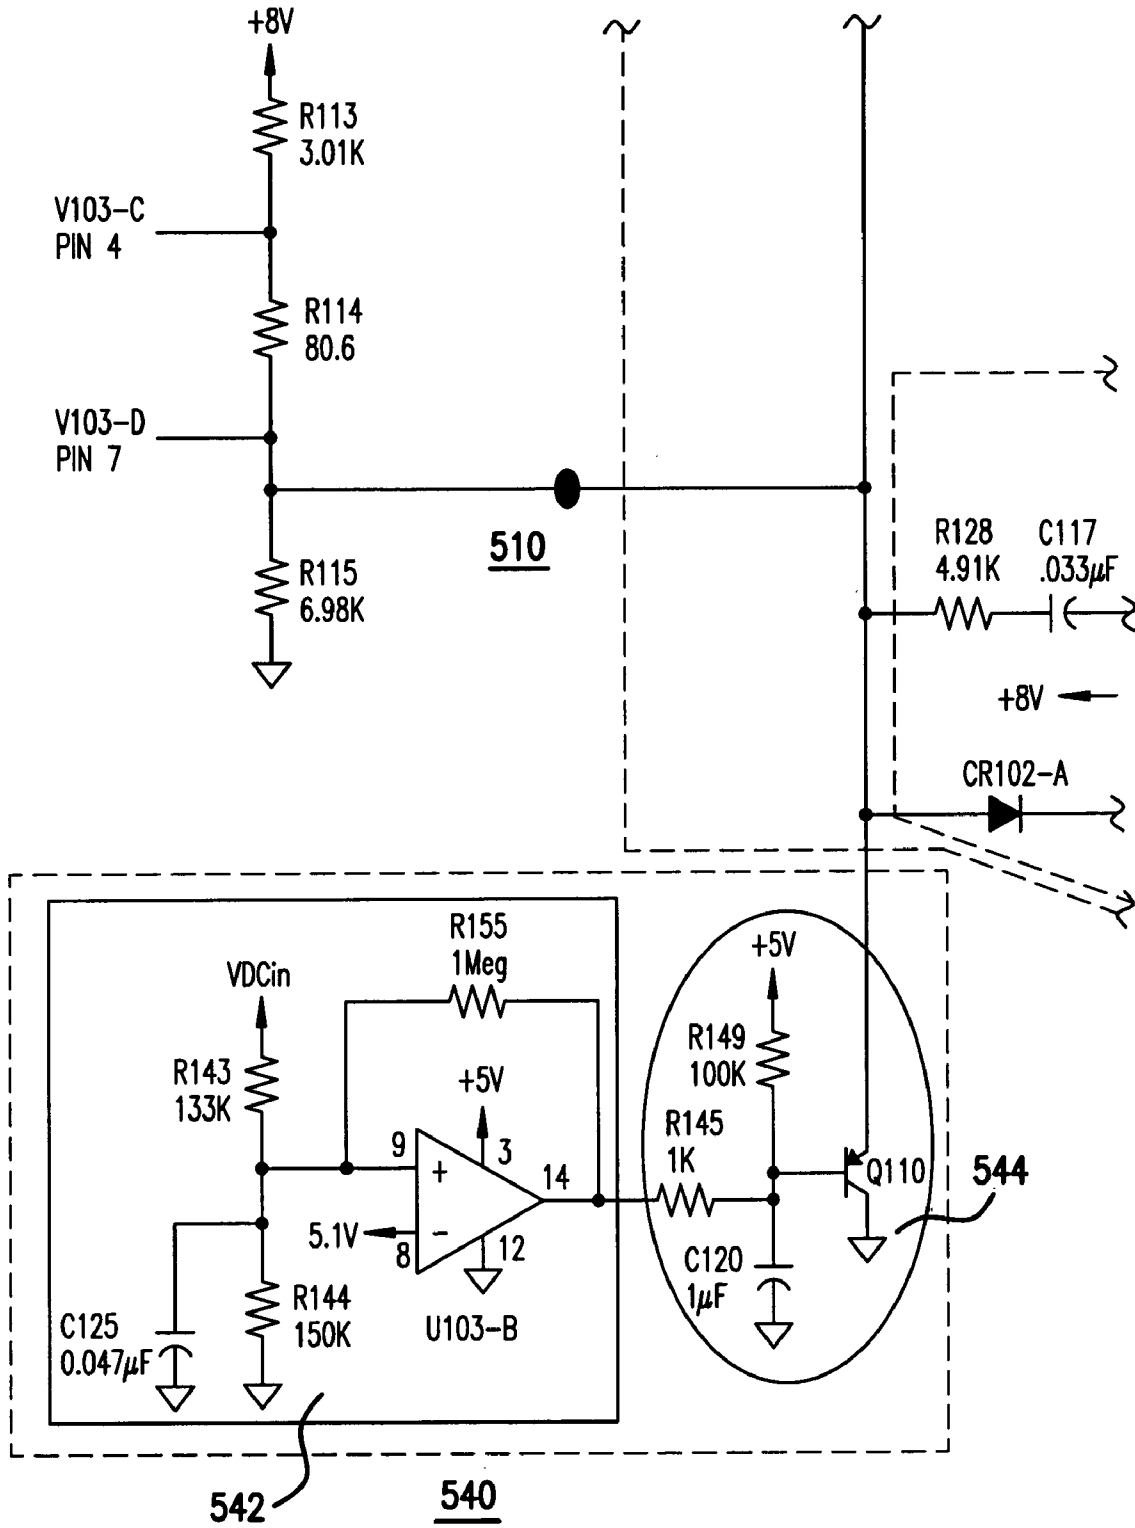 +8V
R113
3.01K
V103-C
PIN 4
R114
80.6
V103-D
PIN 7
510
R115
6.98K
R128
4.91K
C117
.033μF
+8V
CR102-A
R155
1Meg
VDCin
+5V
R143
133K
R149
100K
+5V
R145
1K
9
+
3
14
Q110
544
5.1V
8
-
12
C120
1μF
R144
150K
U103-B
C125
0.047μF
542
540